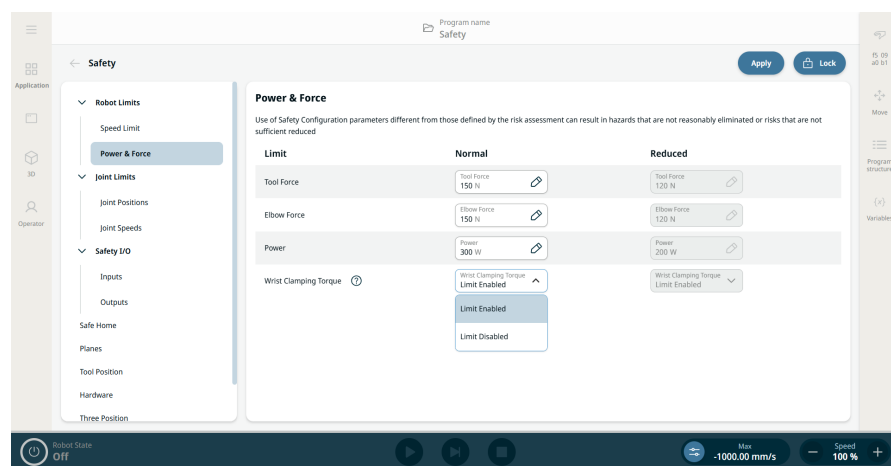 Program name
Safety
Safety
Apply
Lock
f5 09
a0 b1
Application
3D
Operator
Robot Limits
Speed Limit
Power & Force
Joint Limits
Joint Positions
Joint Speeds
Safety I/O
Inputs
Outputs
Safe Home
Planes
Tool Position
Hardware
Three Position
Power & Force
Use of Safety Configuration parameters different from those defined by the risk assessment can result in hazards that are not reasonably eliminated or risks that are not
sufficient reduced
Limit Normal Reduced
Tool Force
Tool Force
150 N
Tool Force
120 N
Elbow Force
Elbow Force
150 N
Elbow Force
120 N
Power
Power
300 W
Power
200 W
Wrist Clamping Torque
Wrist Clamping Torque
Limit Enabled
Wrist Clamping Torque
Limit Enabled
Limit Enabled
Limit Disabled
Move
Program
structure
(x)
Variables
Robot State
Off
Max
-1000.00 mm/s
Speed
100 %